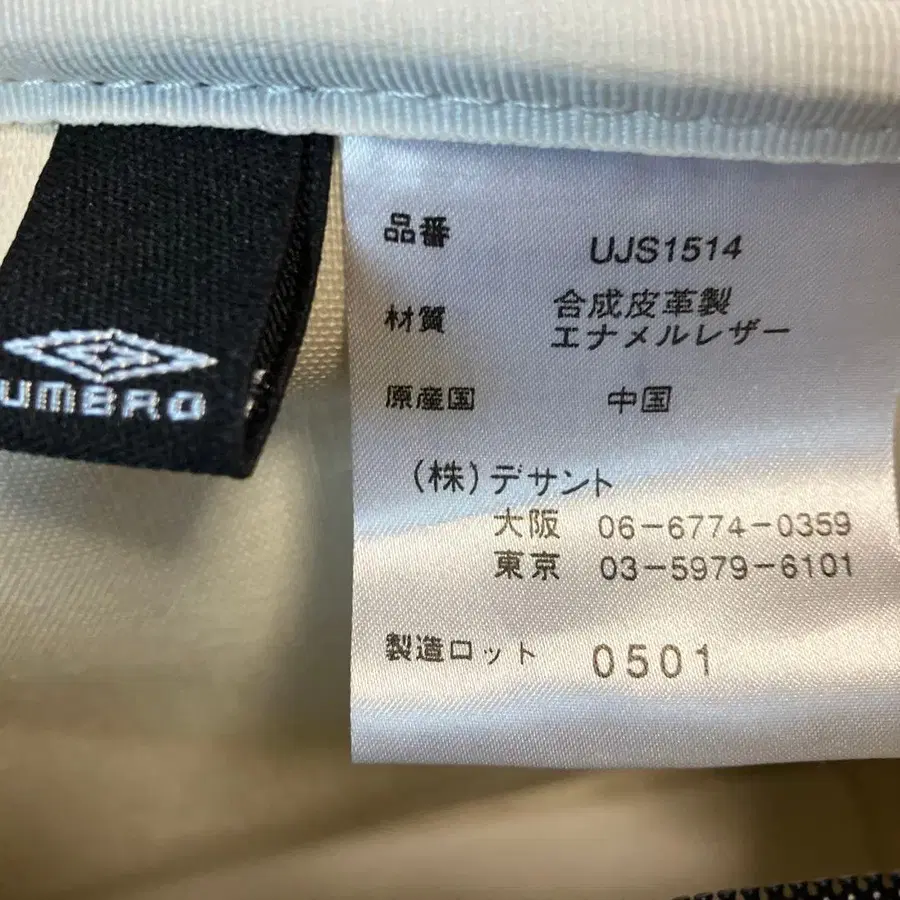 UMBRO
品番 UJS1514
材質 合成皮革製
エナメルレザー
原産国 中国
(株)デサント
大阪 06-6774-0359
東京 03-5979-6101
製造ロット 0501